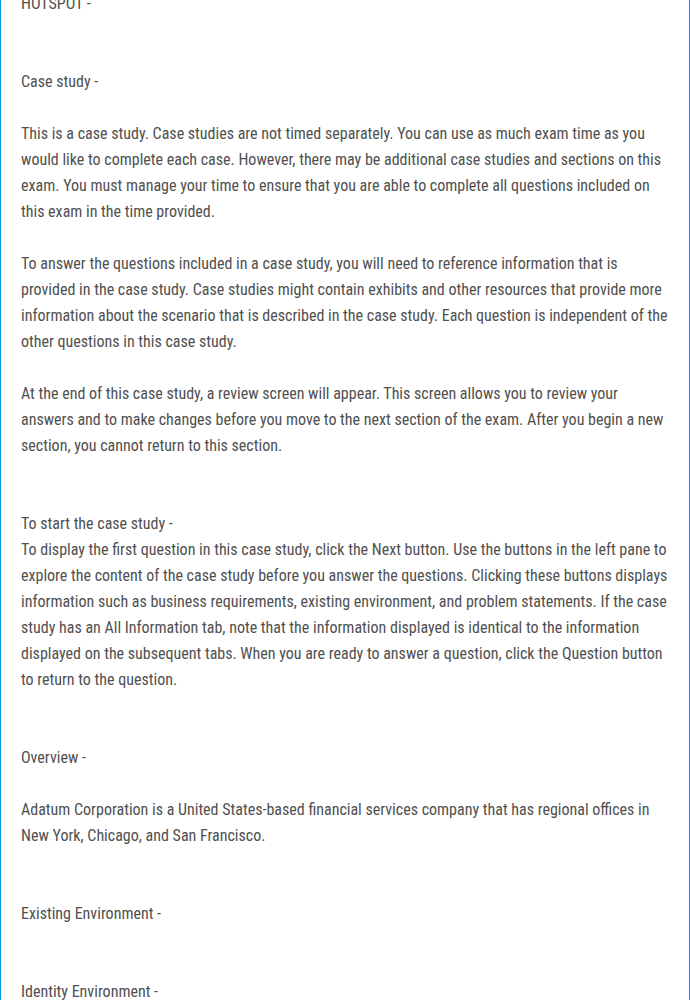 HOTSPOT -
Case study -
This is a case study. Case studies are not timed separately. You can use as much exam time as you
would like to complete each case. However, there may be additional case studies and sections on this
exam. You must manage your time to ensure that you are able to complete all questions included on
this exam in the time provided.
To answer the questions included in a case study, you will need to reference information that is
provided in the case study. Case studies might contain exhibits and other resources that provide more
information about the scenario that is described in the case study. Each question is independent of the
other questions in this case study.
At the end of this case study, a review screen will appear. This screen allows you to review your
answers and to make changes before you move to the next section of the exam. After you begin a new
section, you cannot return to this section.
To start the case study -
To display the first question in this case study, click the Next button. Use the buttons in the left pane to
explore the content of the case study before you answer the questions. Clicking these buttons displays
information such as business requirements, existing environment, and problem statements. If the case
study has an All Information tab, note that the information displayed is identical to the information
displayed on the subsequent tabs. When you are ready to answer a question, click the Question button
to return to the question.
Overview -
Adatum Corporation is a United States-based financial services company that has regional offices in
New York, Chicago, and San Francisco.
Existing Environment -
Identity Environment -